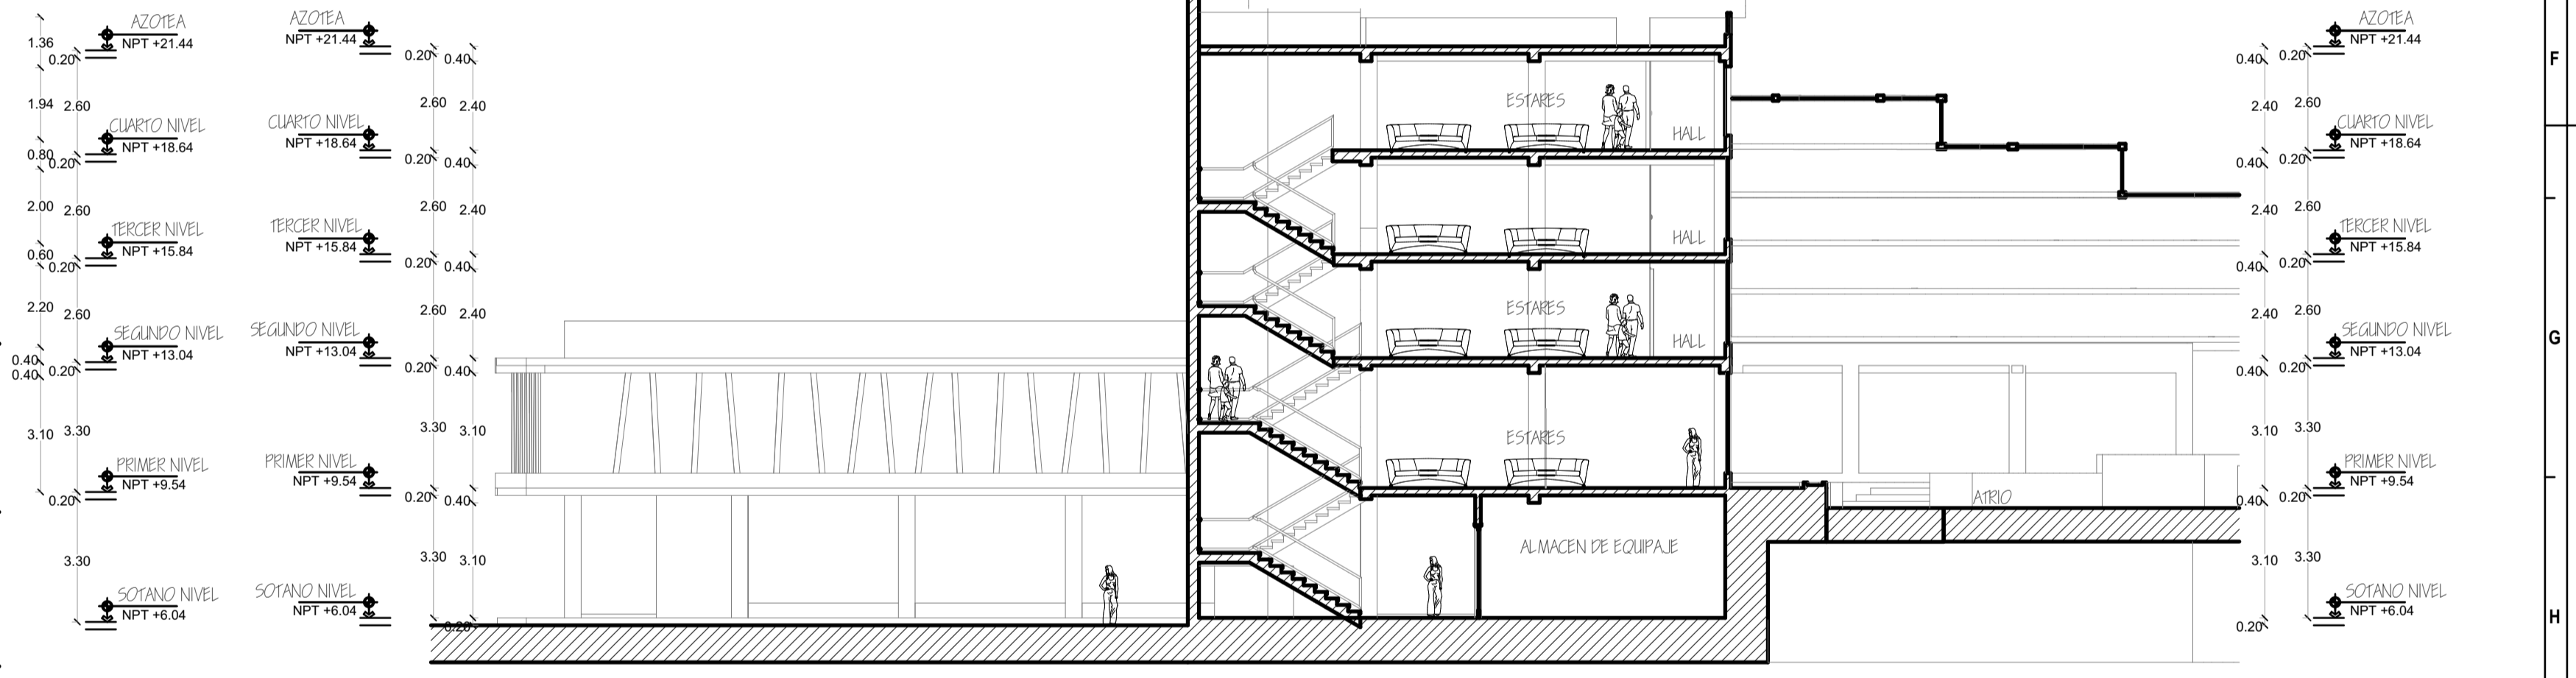 AZOTEA
NPT +21.44
AZOTEA
NPT +21.44
AZOTEA
NPT +21.44
1.36
0.20
0.20
0.40
0.40
0.20
F
1.94
2.60
2.60
2.40
ESTARES
2.40
2.60
CUARTO NIVEL
NPT +18.64
CUARTO NIVEL
NPT +18.64
HALL
CUARTO NIVEL
NPT +18.64
0.80
0.20
0.20
0.40
0.40
0.20
2.00
2.60
2.60
2.40
2.40
2.60
TERCER NIVEL
NPT +15.84
TERCER NIVEL
NPT +15.84
HALL
TERCER NIVEL
NPT +15.84
0.60
0.20
0.20
0.40
0.40
0.20
2.20
2.60
2.60
2.40
ESTARES
2.40
2.60
SEGUNDO NIVEL
NPT +13.04
SEGUNDO NIVEL
NPT +13.04
HALL
SEGUNDO NIVEL
NPT +13.04
G
0.40
0.40
0.20
0.20
0.40
0.40
0.20
3.10
3.30
3.30
3.10
ESTARES
3.10
3.30
PRIMER NIVEL
NPT +9.54
PRIMER NIVEL
NPT +9.54
PRIMER NIVEL
NPT +9.54
0.20
0.20
0.40
ATRIO
0.40
0.20
3.30
3.30
3.10
ALMACEN DE EQUIPAJE
3.10
3.30
SOTANO NIVEL
NPT +6.04
SOTANO NIVEL
NPT +6.04
SOTANO NIVEL
NPT +6.04
0.20
0.20
H